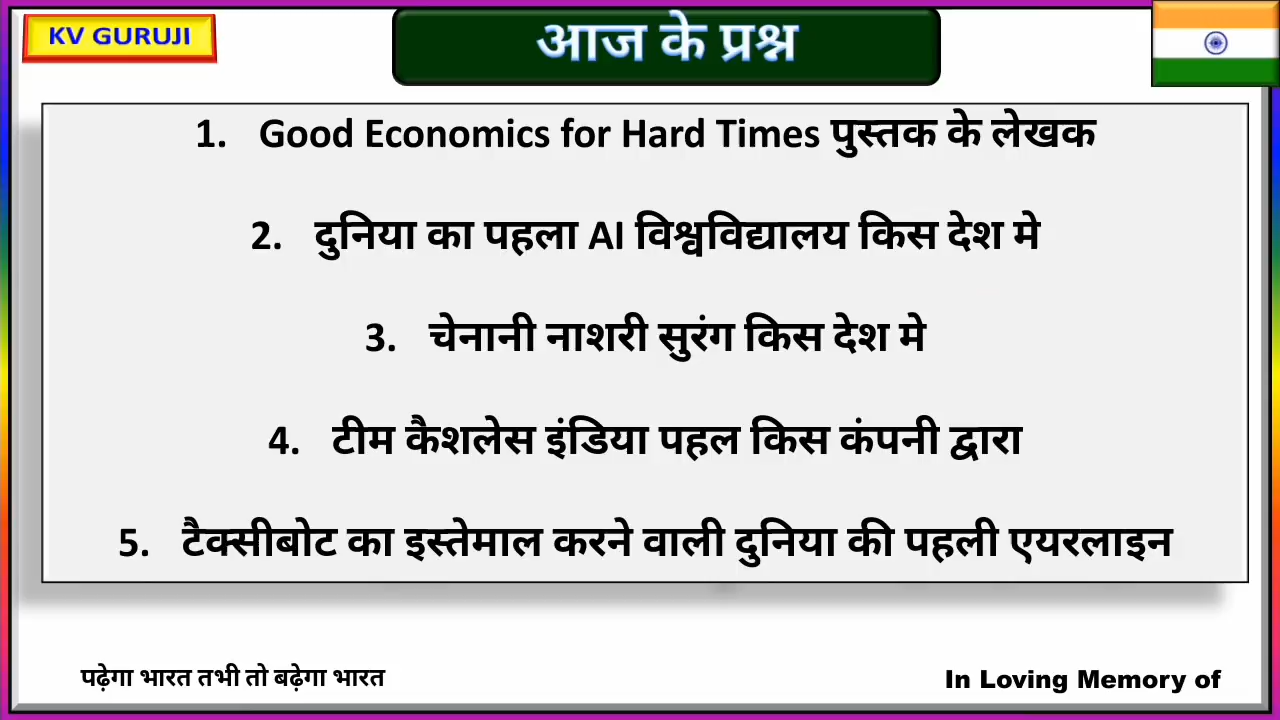 KV GURUJI
आज के प्रश्न
1. Good Economics for Hard Times पुस्तक के लेखक
2. दुनिया का पहला AI विश्वविद्यालय किस देश मे
3. चेनानी नाशरी सुरंग किस देश मे
4. टीम कैशलेस इंडिया पहल किस कंपनी द्वारा
5. टैक्सीबोट का इस्तेमाल करने वाली दुनिया की पहली एयरलाइन
पढ़ेगा भारत तभी तो बढ़ेगा भारत
In Loving Memory of